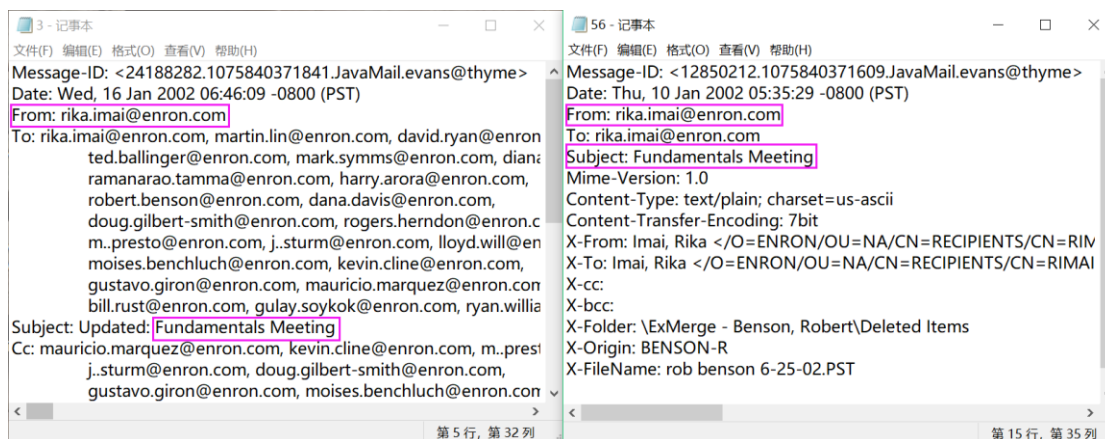 3 - 记事本
文件(F) 编辑(E) 格式(O) 查看(V) 帮助(H)
Message-ID: <24188282.1075840371841.JavaMail.evans@thyme>
Date: Wed, 16 Jan 2002 06:46:09 -0800 (PST)
From: rika.imai@enron.com
To: rika.imai@enron.com, martin.lin@enron.com, david.ryan@enron
ted.ballinger@enron.com, mark.symms@enron.com, diana
ramanarao.tamma@enron.com, harry.arora@enron.com,
robert.benson@enron.com, dana.davis@enron.com,
doug.gilbert-smith@enron.com, rogers.herndon@enron.c
m..presto@enron.com, j..sturm@enron.com, lloyd.will@en
moises.benchluch@enron.com, kevin.cline@enron.com,
gustavo.giron@enron.com, mauricio.marquez@enron.com
bill.rust@enron.com, gulay.soykok@enron.com, ryan.willia
Subject: Updated: Fundamentals Meeting
Cc: mauricio.marquez@enron.com, kevin.cline@enron.com, m..prest
j..sturm@enron.com, doug.gilbert-smith@enron.com,
gustavo.giron@enron.com, moises.benchluch@enron.com
第 5 行, 第 32 列
56 - 记事本
文件(F) 编辑(E) 格式(O) 查看(V) 帮助(H)
Message-ID: <12850212.1075840371609.JavaMail.evans@thyme>
Date: Thu, 10 Jan 2002 05:35:29 -0800 (PST)
From: rika.imai@enron.com
To: rika.imai@enron.com
Subject: Fundamentals Meeting
Mime-Version: 1.0
Content-Type: text/plain; charset=us-ascii
Content-Transfer-Encoding: 7bit
X-From: Imai, Rika </O=ENRON/OU=NA/CN=RECIPIENTS/CN=RIM
X-To: Imai, Rika </O=ENRON/OU=NA/CN=RECIPIENTS/CN=RIMAI
X-cc:
X-bcc:
X-Folder: \ExMerge - Benson, Robert\Deleted Items
X-Origin: BENSON-R
X-FileName: rob benson 6-25-02.PST
第 15 行, 第 35 列